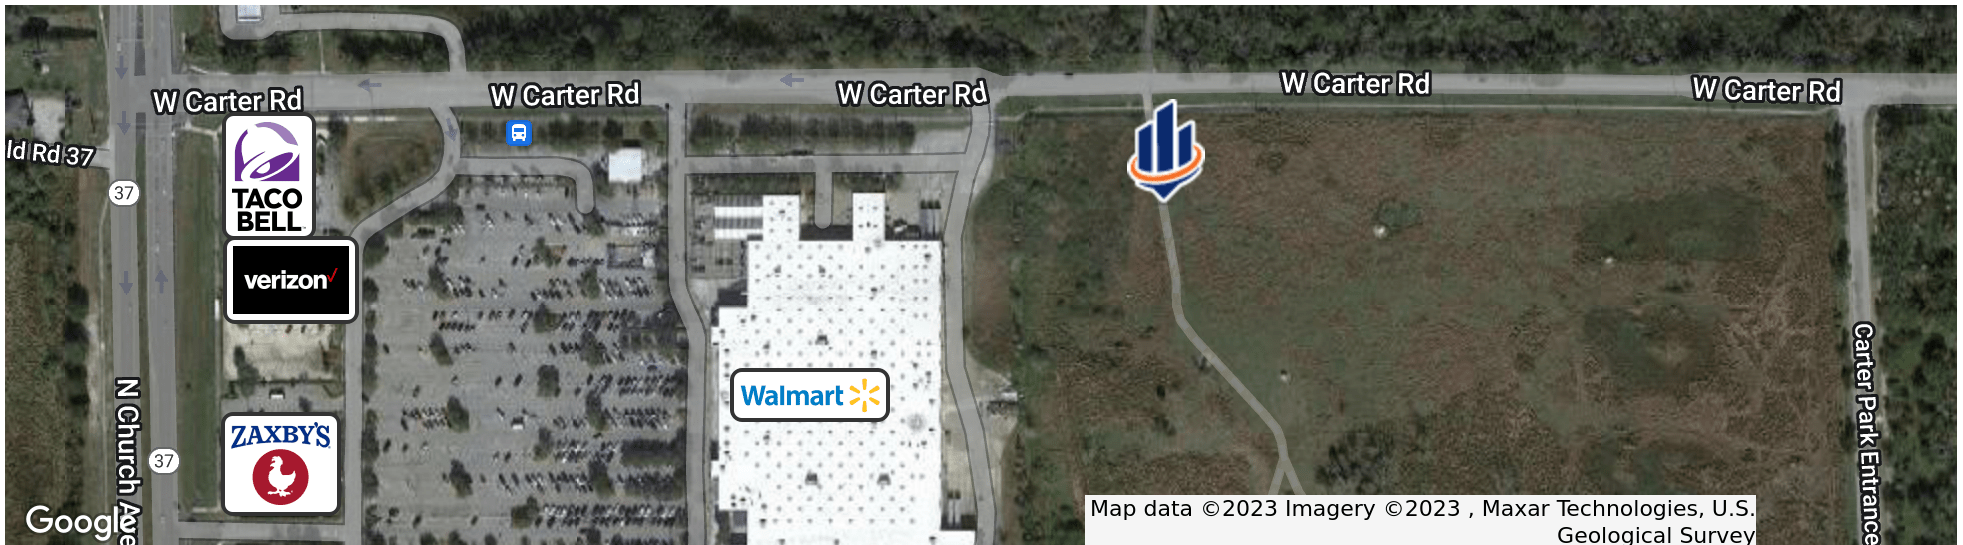 W Carter Rd
W Carter Rd
W Carter Rd
W Carter Rd
W Carter Rd
ld Rd 37
37
TACO
BELL
verizon
Walmart
ZAXBY'S
37
N Church Ave
Carter Park Entrance
Google
Map data ©2023 Imagery ©2023 , Maxar Technologies, U.S.
Geological Survey